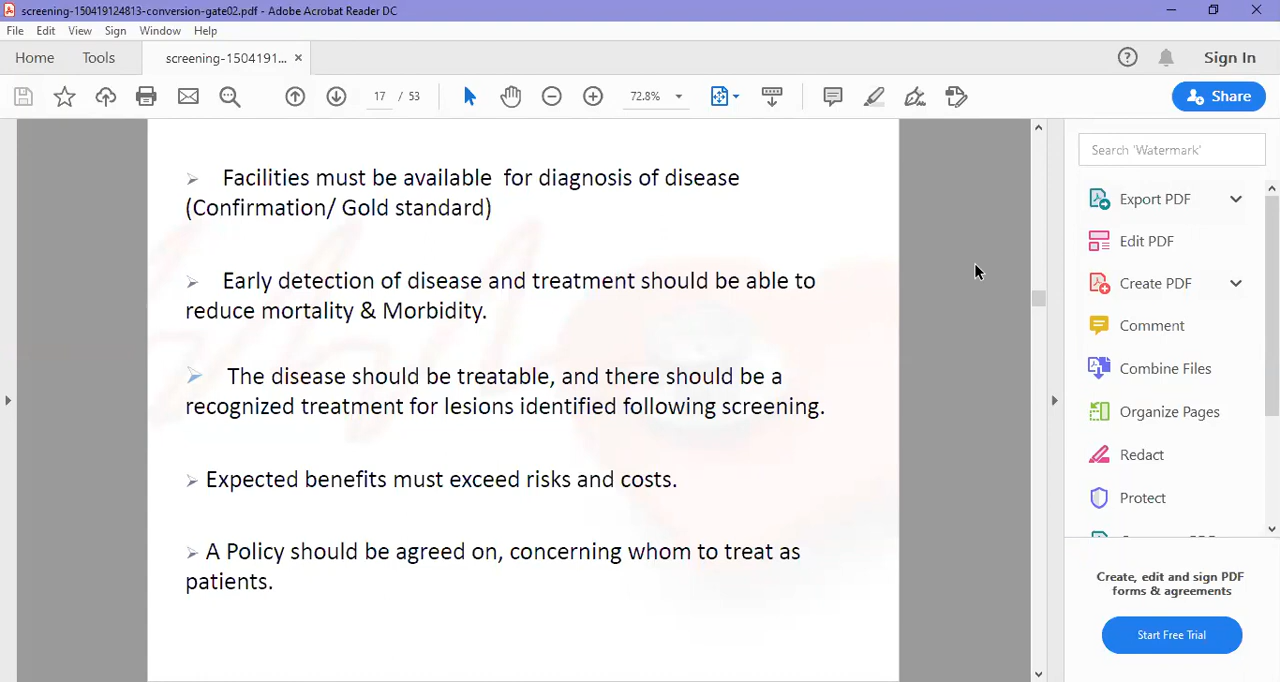 screening-150419124813-conversion-gate02.pdf - Adobe Acrobat Reader DC
File Edit View Sign Window Help
Home Tools screening-1504191... × Sign In
17 / 53 72.8% Share
Facilities must be available for diagnosis of disease
(Confirmation/ Gold standard)
Early detection of disease and treatment should be able to
reduce mortality & Morbidity.
The disease should be treatable, and there should be a
recognized treatment for lesions identified following screening.
Expected benefits must exceed risks and costs.
A Policy should be agreed on, concerning whom to treat as
patients.
Search 'Watermark'
Export PDF
Edit PDF
Create PDF
Comment
Combine Files
Organize Pages
Redact
Protect
Create, edit and sign PDF
forms & agreements
Start Free Trial